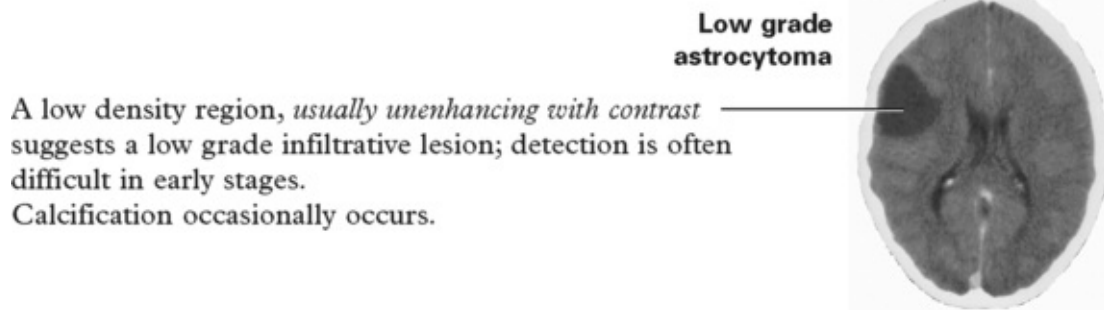 Low grade
astrocytoma
A low density region, usually unenhancing with contrast
suggests a low grade infiltrative lesion; detection is often
difficult in early stages.
Calcification occasionally occurs.